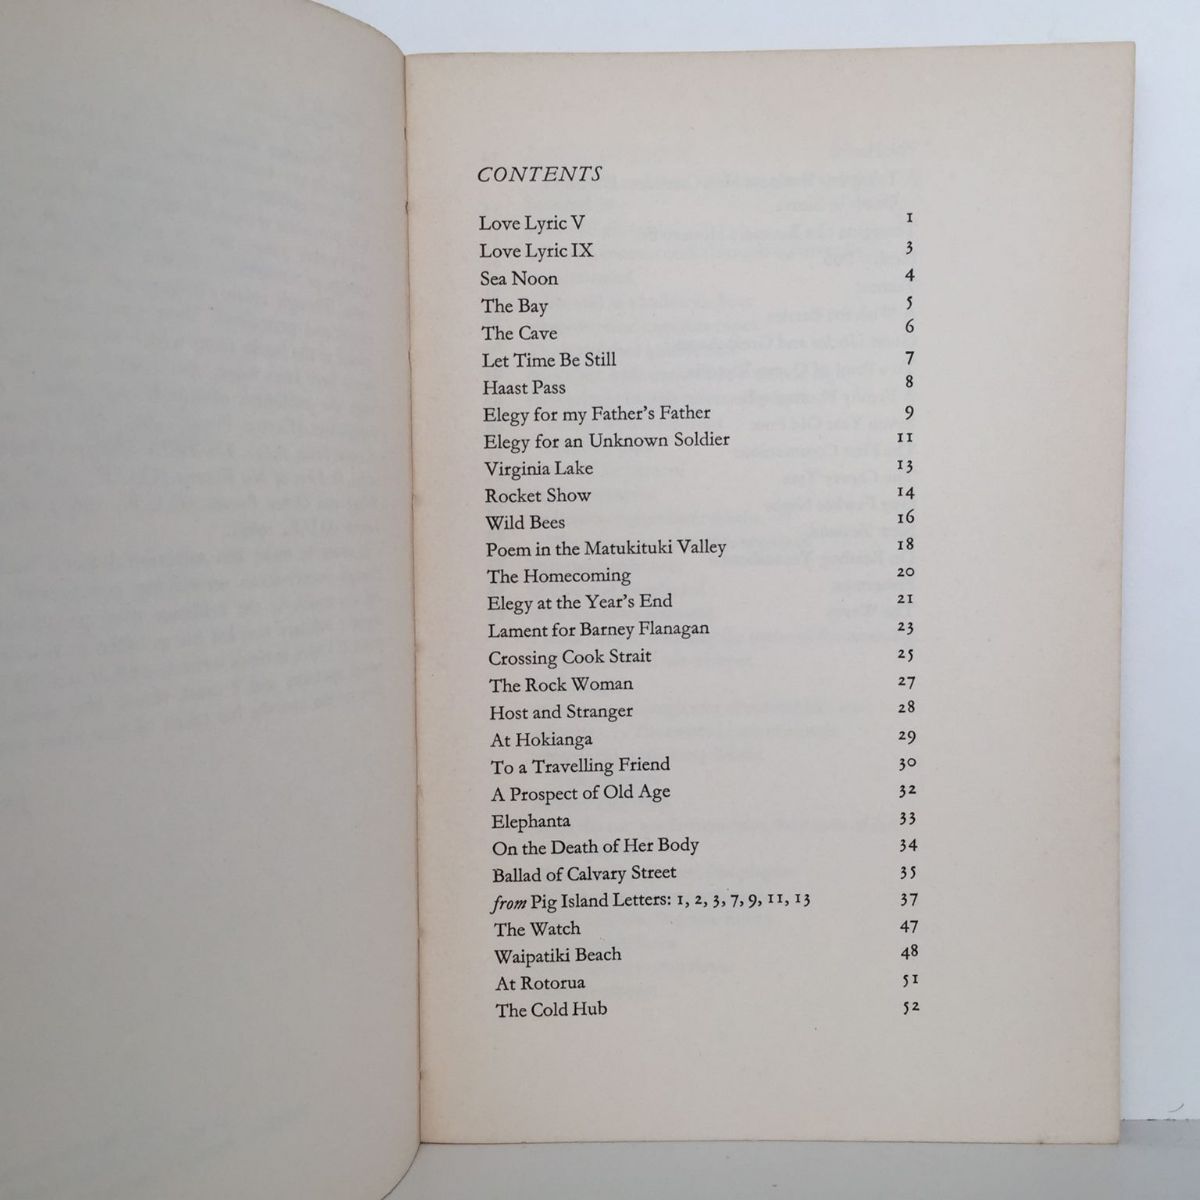 CONTENTS
Love Lyric V 1
Love Lyric IX 3
Sea Noon 4
The Bay 5
The Cave 6
Let Time Be Still 7
Haast Pass 8
Elegy for my Father's Father 9
Elegy for an Unknown Soldier 11
Virginia Lake 13
Rocket Show 14
Wild Bees 16
Poem in the Matukituki Valley 18
The Homecoming 20
Elegy at the Year's End 21
Lament for Barney Flanagan 23
Crossing Cook Strait 25
The Rock Woman 27
Host and Stranger 28
At Hokianga 29
To a Travelling Friend 30
A Prospect of Old Age 32
Elephanta 33
On the Death of Her Body 34
Ballad of Calvary Street 35
from Pig Island Letters: 1, 2, 3, 7, 9, 11, 13 37
The Watch 47
Waipatiki Beach 48
At Rotorua 51
The Cold Hub 52